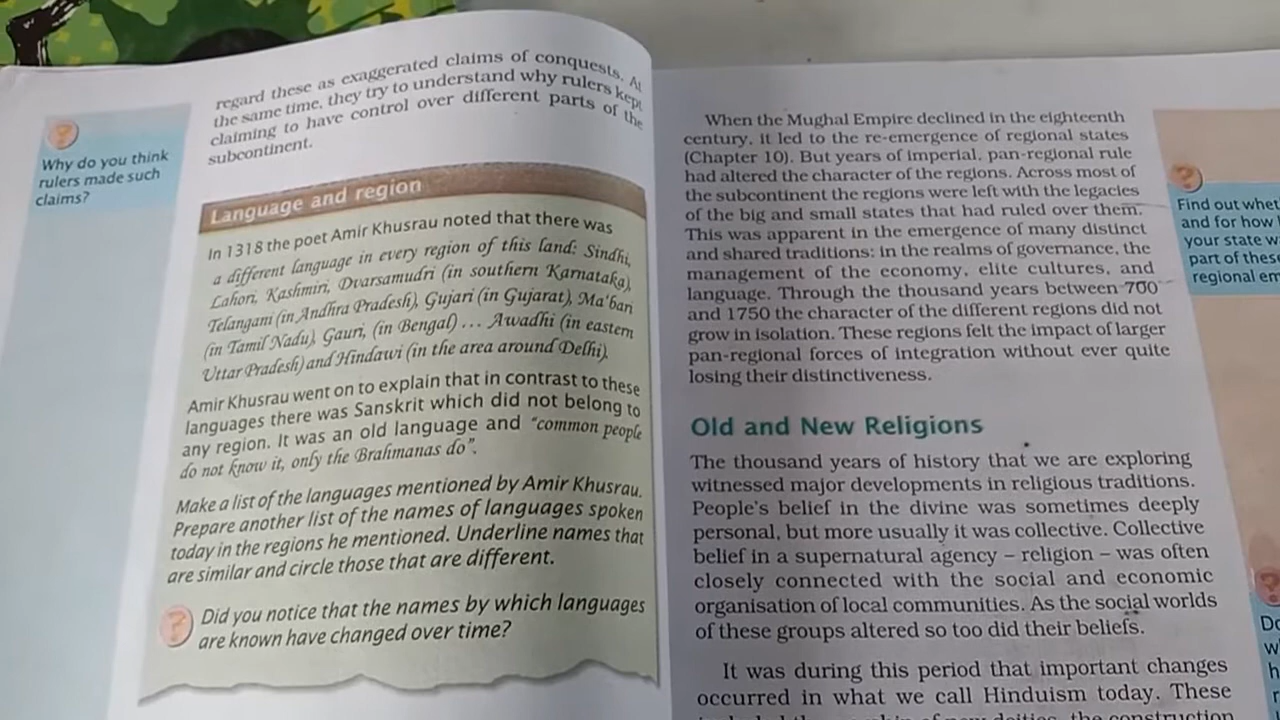 regard these as exaggerated claims of conquests. At
the same time, they try to understand why rulers kept
claiming to have control over different parts of the
subcontinent.
Why do you think
rulers made such
claims?
Language and region
In 1318 the poet Amir Khusrau noted that there was
a different language in every region of this land: Sindhi,
Lahori, Kashmiri, Dvarsamudri (in southern Karnataka),
Telangani (in Andhra Pradesh), Gujari (in Gujarat), Ma'bari
(in Tamil Nadu), Gauri, (in Bengal) ... Awadhi (in eastern
Uttar Pradesh) and Hindawi (in the area around Delhi).
Amir Khusrau went on to explain that in contrast to these
languages there was Sanskrit which did not belong to
any region. It was an old language and "common people
do not know it, only the Brahmanas do".
Make a list of the languages mentioned by Amir Khusrau.
Prepare another list of the names of languages spoken
today in the regions he mentioned. Underline names that
are similar and circle those that are different.
? Did you notice that the names by which languages
are known have changed over time?
When the Mughal Empire declined in the eighteenth
century, it led to the re-emergence of regional states
(Chapter 10). But years of imperial, pan-regional rule
had altered the character of the regions. Across most of
the subcontinent the regions were left with the legacies
of the big and small states that had ruled over them.
This was apparent in the emergence of many distinct
and shared traditions: in the realms of governance, the
management of the economy, elite cultures, and
language. Through the thousand years between 700
and 1750 the character of the different regions did not
grow in isolation. These regions felt the impact of larger
pan-regional forces of integration without ever quite
losing their distinctiveness.
Old and New Religions
The thousand years of history that we are exploring
witnessed major developments in religious traditions.
People's belief in the divine was sometimes deeply
personal, but more usually it was collective. Collective
belief in a supernatural agency – religion – was often
closely connected with the social and economic
organisation of local communities. As the social worlds
of these groups altered so too did their beliefs.
It was during this period that important changes
occurred in what we call Hinduism today. These
the construction
Find out
and for how
your state
part of these
regional